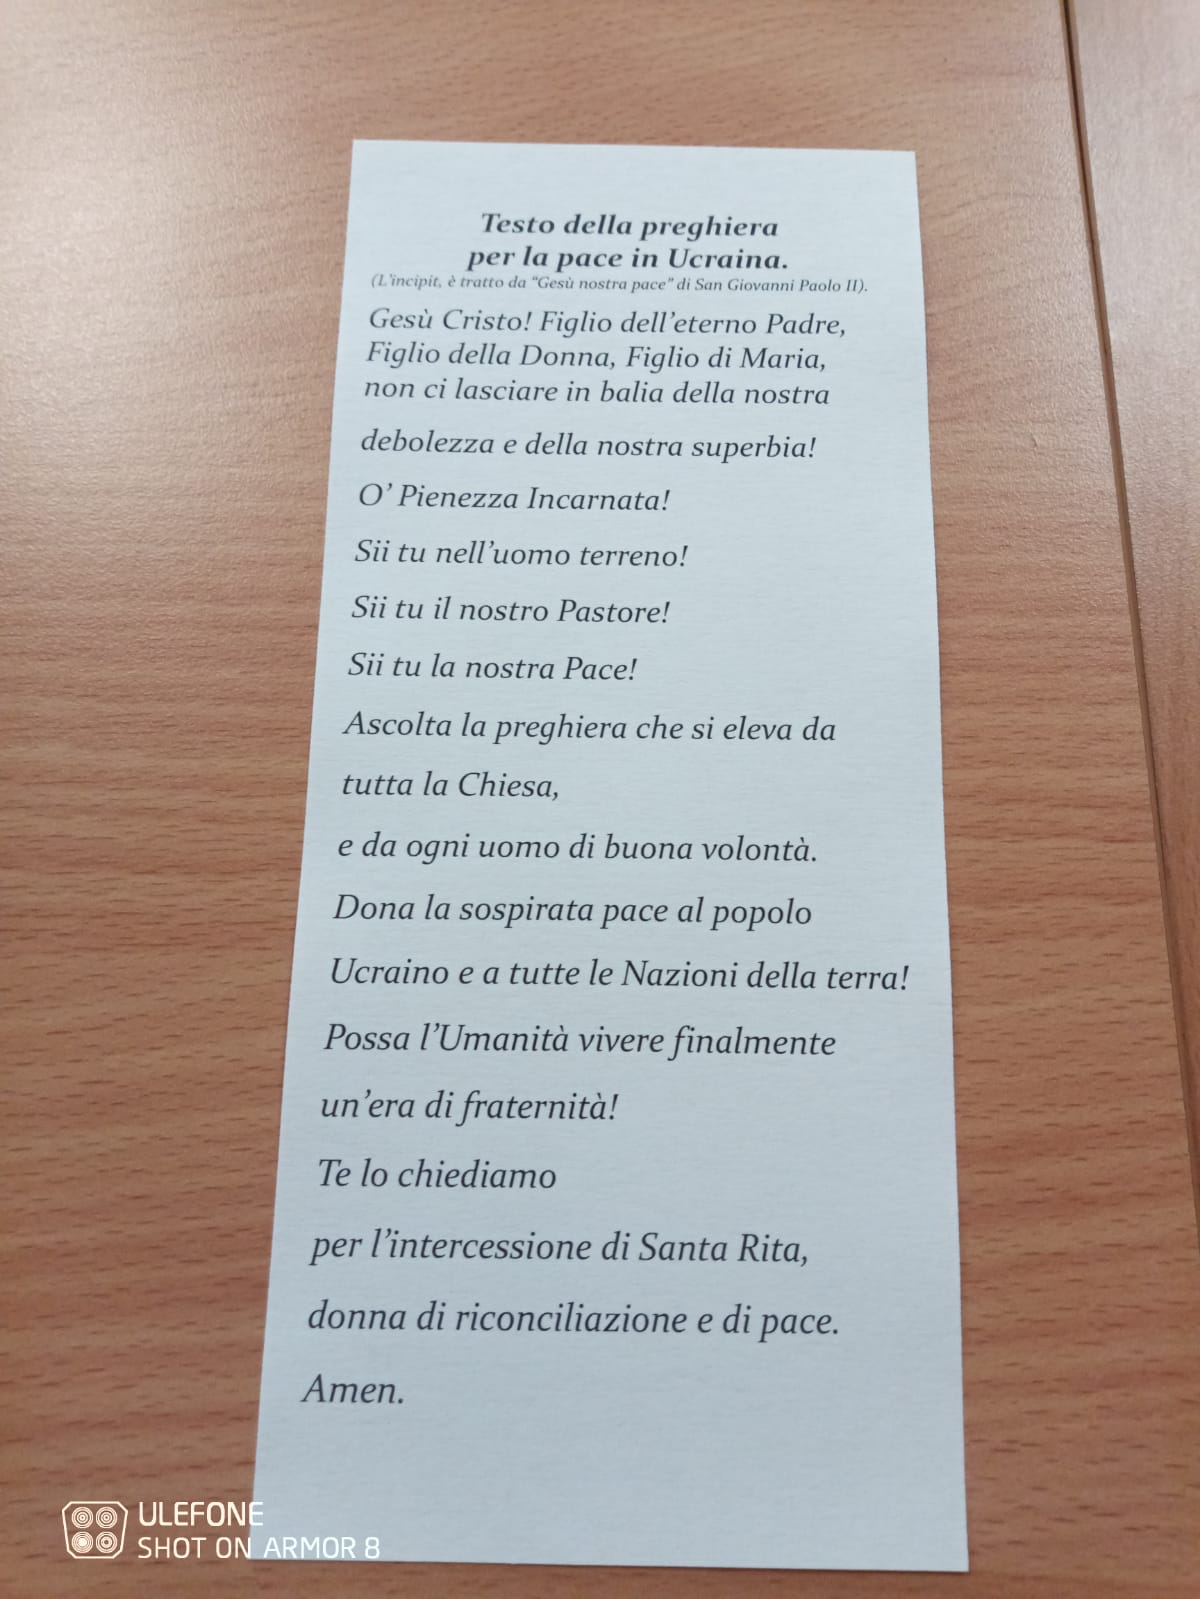 Testo della preghiera
per la pace in Ucraina.
(L'incipit, è tratto da "Gesù nostra pace" di San Giovanni Paolo II).
Gesù Cristo! Figlio dell'eterno Padre,
Figlio della Donna, Figlio di Maria,
non ci lasciare in balia della nostra
debolezza e della nostra superbia!
O' Pienezza Incarnata!
Sii tu nell'uomo terreno!
Sii tu il nostro Pastore!
Sii tu la nostra Pace!
Ascolta la preghiera che si eleva da
tutta la Chiesa,
e da ogni uomo di buona volontà.
Dona la sospirata pace al popolo
Ucraino e a tutte le Nazioni della terra!
Possa l'Umanità vivere finalmente
un'era di fraternità!
Te lo chiediamo
per l'intercessione di Santa Rita,
donna di riconciliazione e di pace.
Amen.
ULEFONE
SHOT ON ARMOR 8